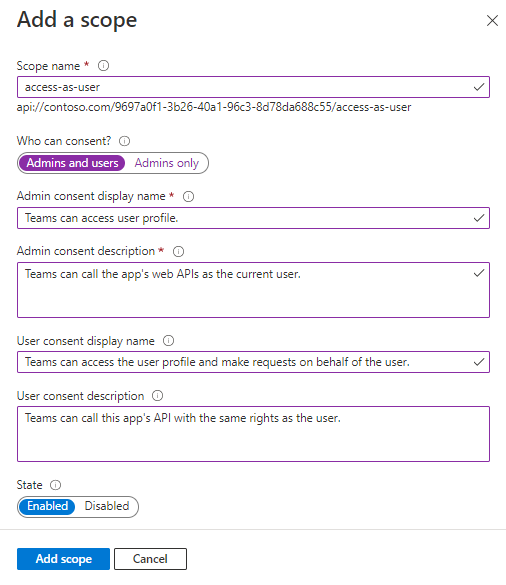 Add a scope
Scope name *
access-as-user
api://contoso.com/9697a0f1-3b26-40a1-96c3-8d78da688c55/access-as-user
Who can consent?
Admins and users Admins only
Admin consent display name *
Teams can access user profile.
Admin consent description *
Teams can call the app's web APIs as the current user.
User consent display name
Teams can access the user profile and make requests on behalf of the user.
User consent description
Teams can call this app's API with the same rights as the user.
State
Enabled Disabled
Add scope Cancel